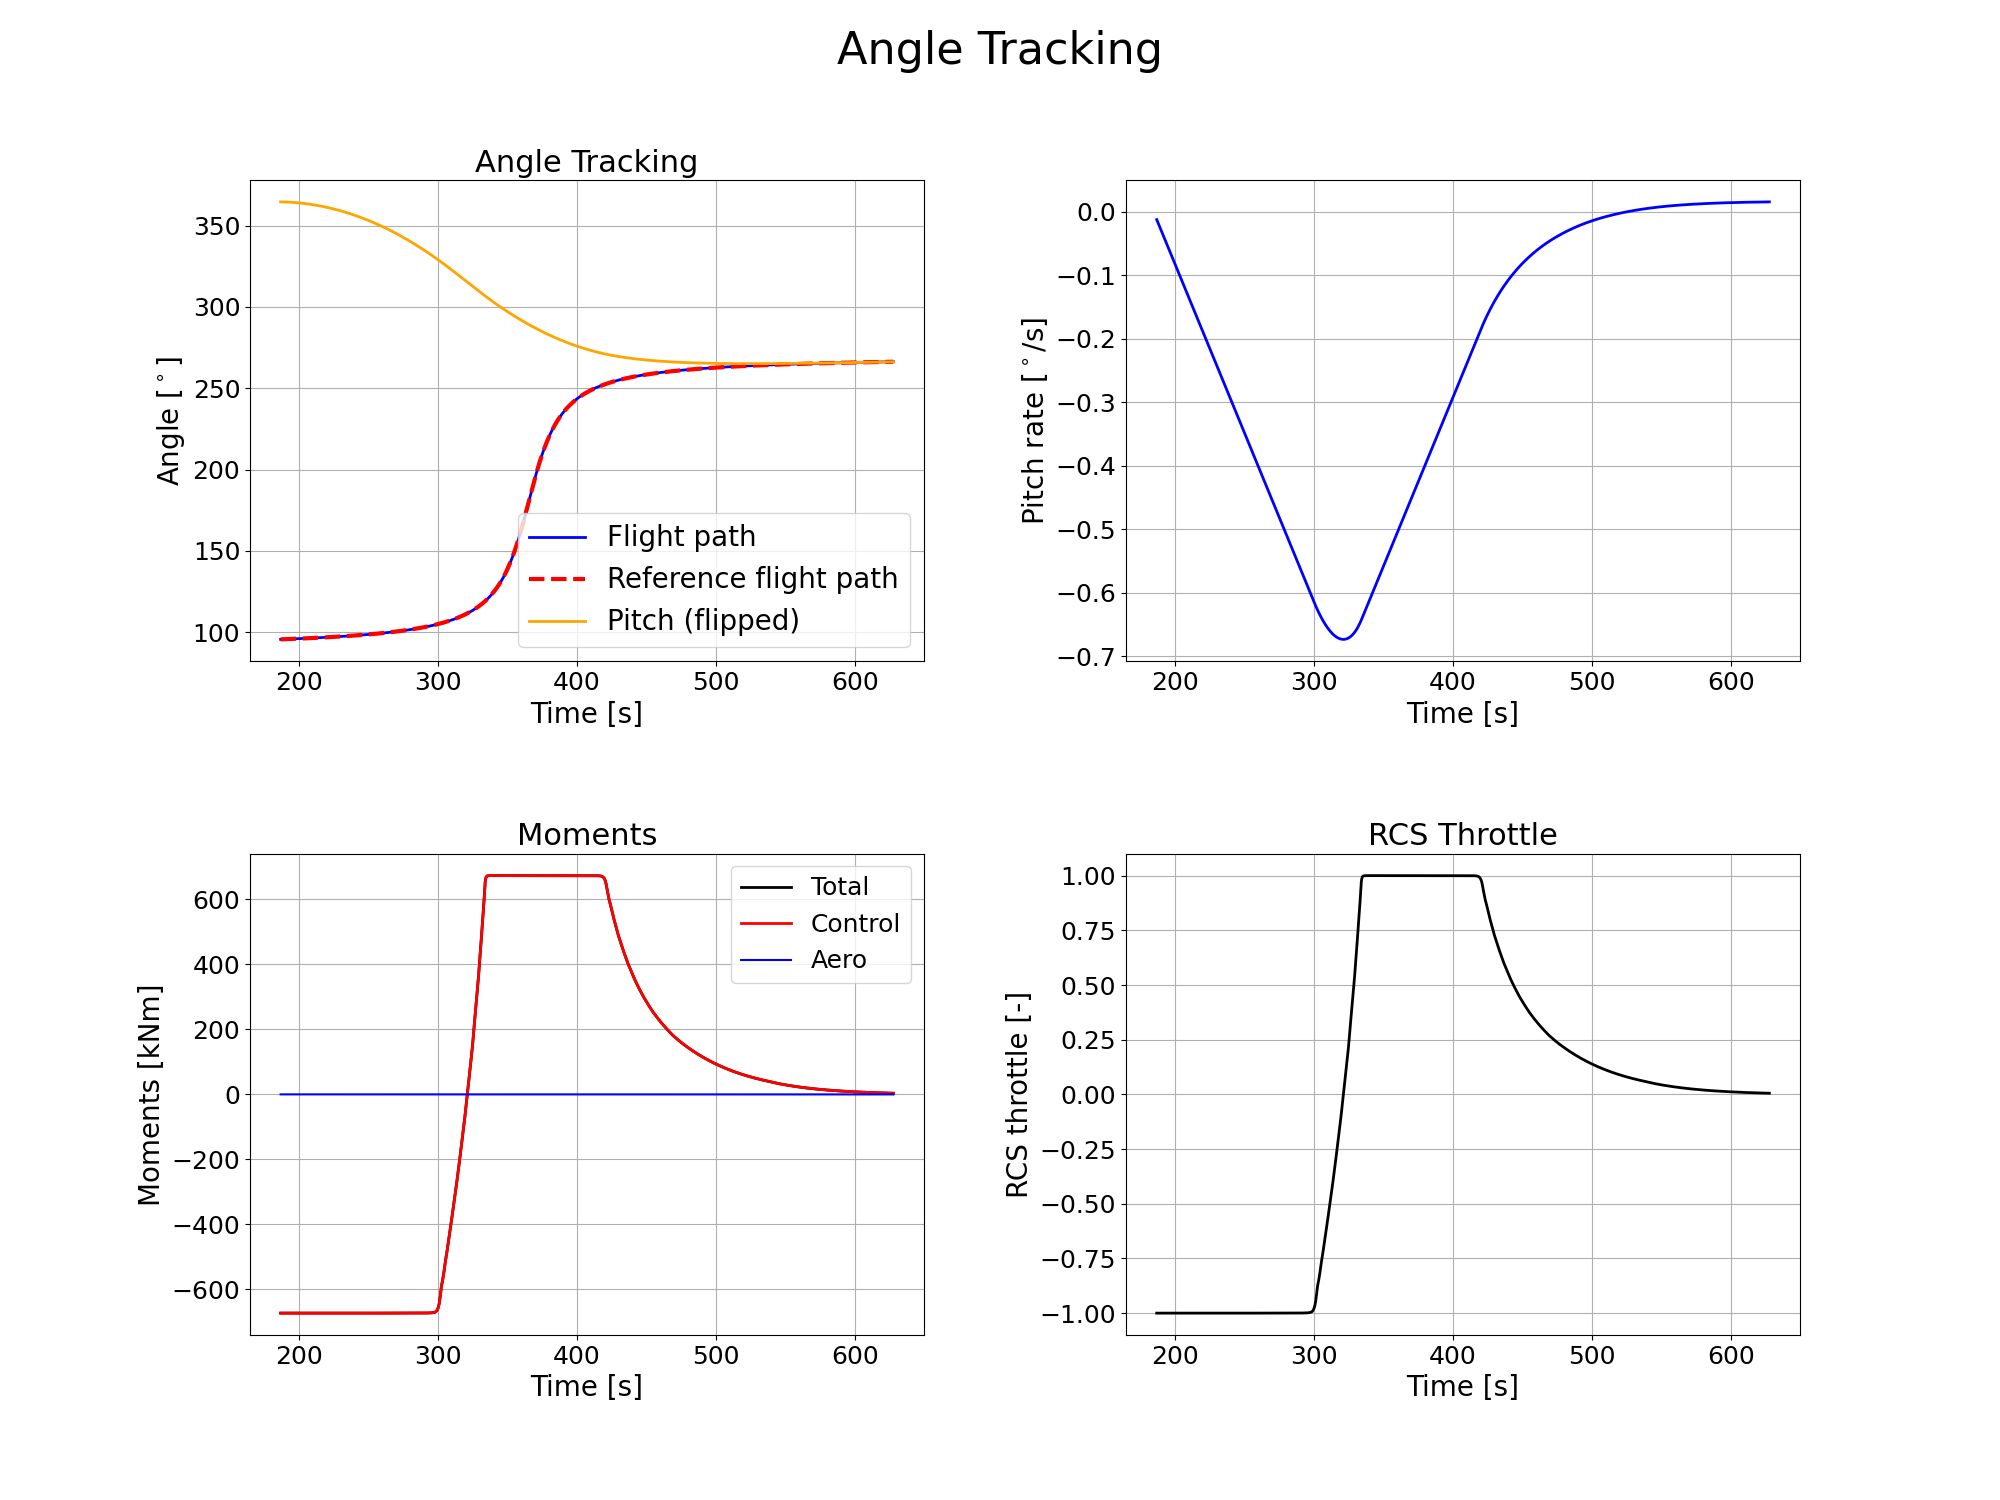 Angle Tracking
Angle Tracking
350
300
250
200
150
100
Angle [°]
200 300 400 500 600
Time [s]
Flight path
Reference flight path
Pitch (flipped)
0.0
−0.1
−0.2
−0.3
−0.4
−0.5
−0.6
−0.7
Pitch rate [°/s]
200 300 400 500 600
Time [s]
Moments
600
400
200
0
−200
−400
−600
Moments [kNm]
200 300 400 500 600
Time [s]
Total
Control
Aero
RCS Throttle
1.00
0.75
0.50
0.25
0.00
−0.25
−0.50
−0.75
−1.00
RCS throttle [-]
200 300 400 500 600
Time [s]